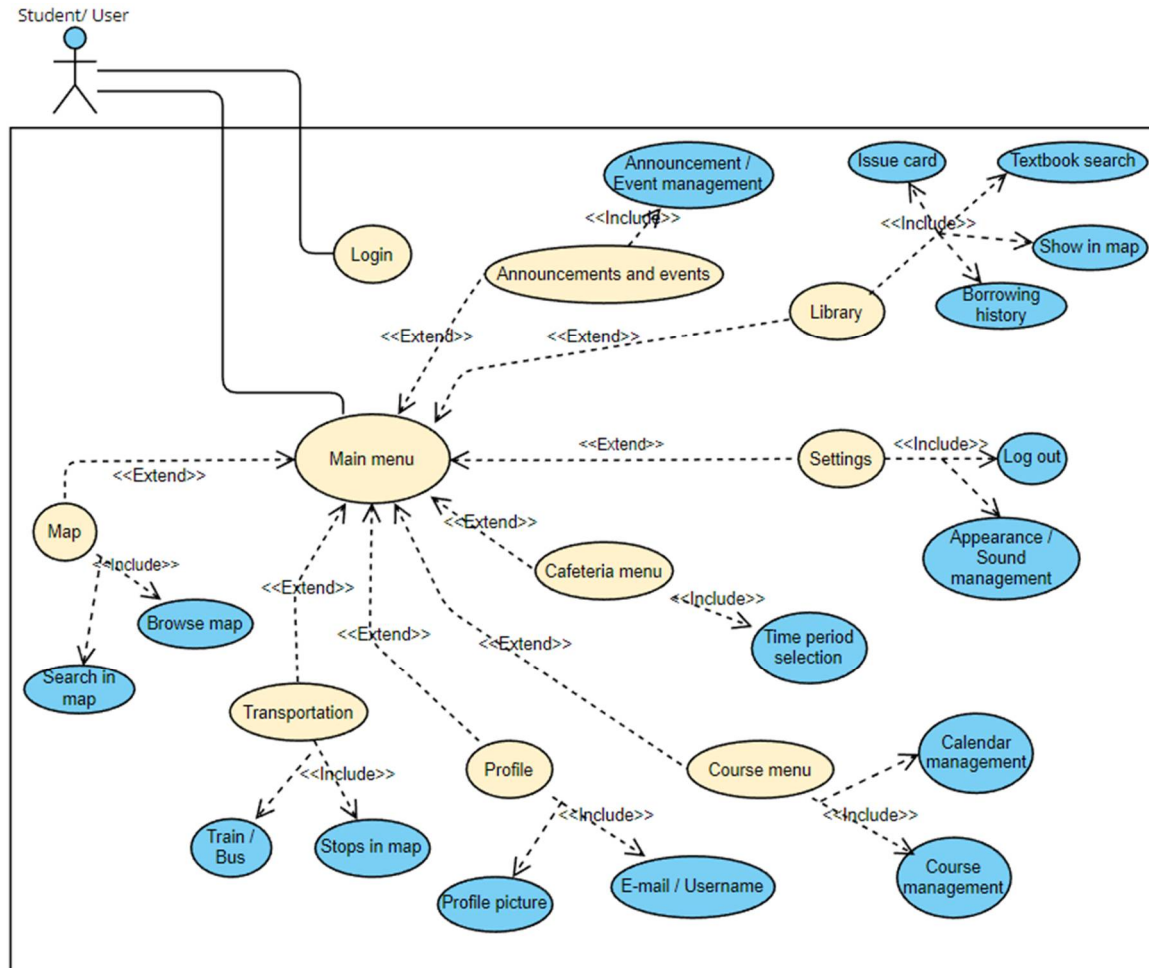 Student/ User
Announcement /
Event management
Issue card
Textbook search
<<Include>>
<<Include>>
Login
Announcements and events
Show in map
Library
Borrowing
history
<<Extend>>
<<Extend>>
Main menu
<<Extend>>
Settings
<<Include>>
Log out
<<Extend>>
Map
<<Extend>>
Appearance /
Sound
management
<<Include>>
Cafeteria menu
<<Extend>>
<<Include>>
Browse map
Time period
selection
<<Extend>>
<<Extend>>
Search in
map
Transportation
Calendar
management
Profile
Course menu
<<Include>>
<<Include>>
<<Include>>
Train /
Bus
Stops in map
Course
management
E-mail / Username
Profile picture